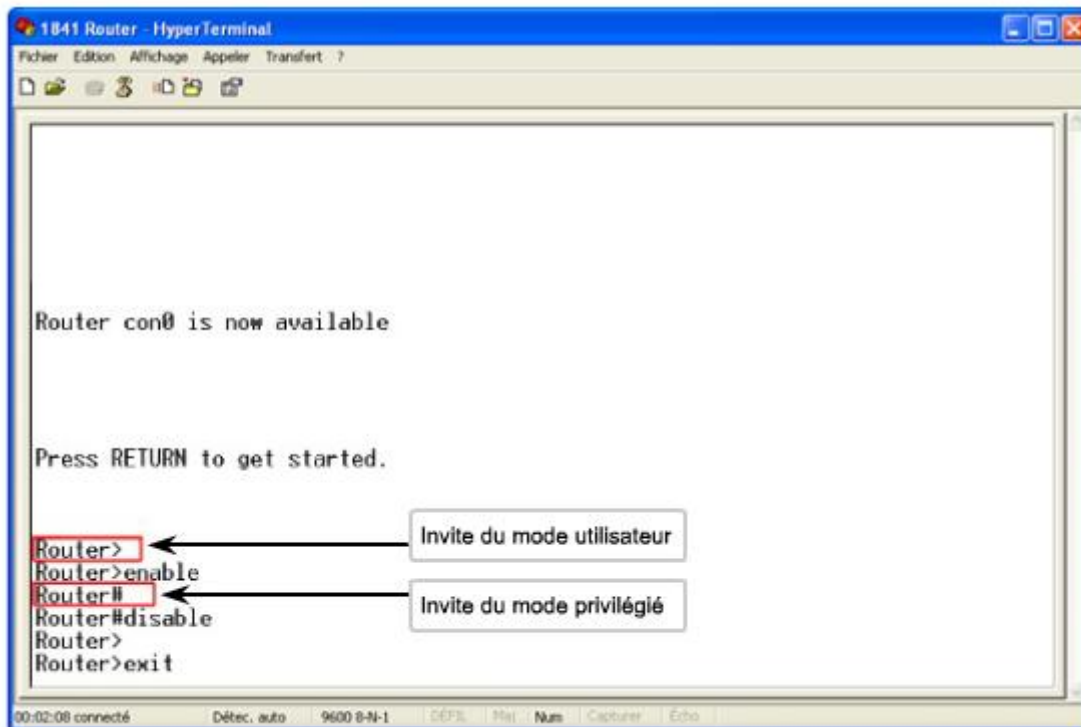 1841 Router - HyperTerminal
Fichier Edition Affichage Appeler Transfert ?
Router con0 is now available
Press RETURN to get started.
Router>
Invite du mode utilisateur
Router>enable
Router#
Invite du mode privilégié
Router#disable
Router>
Router>exit
00:02:08 connecté Détec. auto 9600 8-N-1 DÉFIL Maj Num Capturer Écho